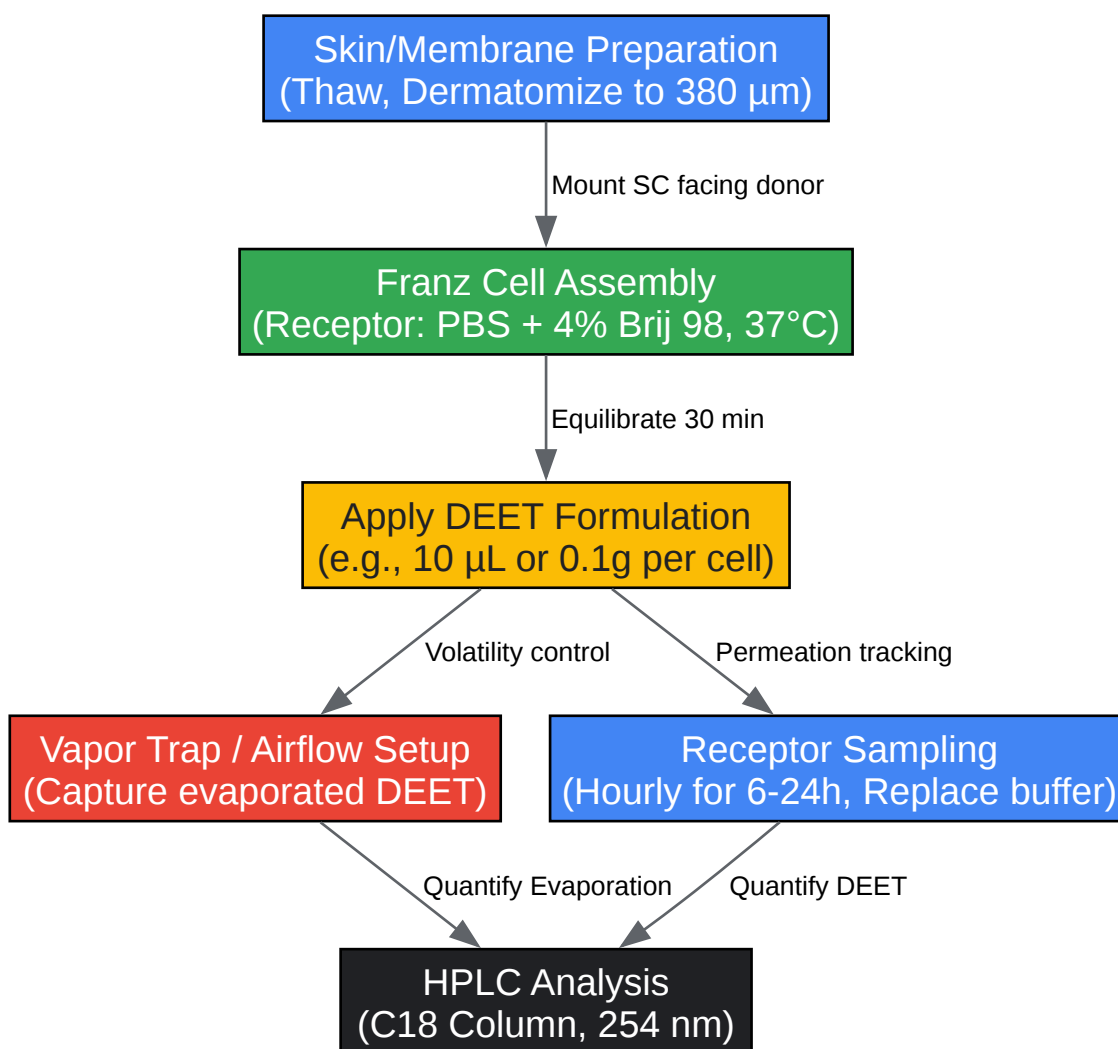 Skin/Membrane Preparation
(Thaw, Dermatomize to 380 µm)
Mount SC facing donor
Franz Cell Assembly
(Receptor: PBS + 4% Brij 98, 37°C)
Equilibrate 30 min
Apply DEET Formulation
(e.g., 10 µL or 0.1g per cell)
Volatility control
Permeation tracking
Vapor Trap / Airflow Setup
(Capture evaporated DEET)
Receptor Sampling
(Hourly for 6-24h, Replace buffer)
Quantify Evaporation
Quantify DEET
HPLC Analysis
(C18 Column, 254 nm)